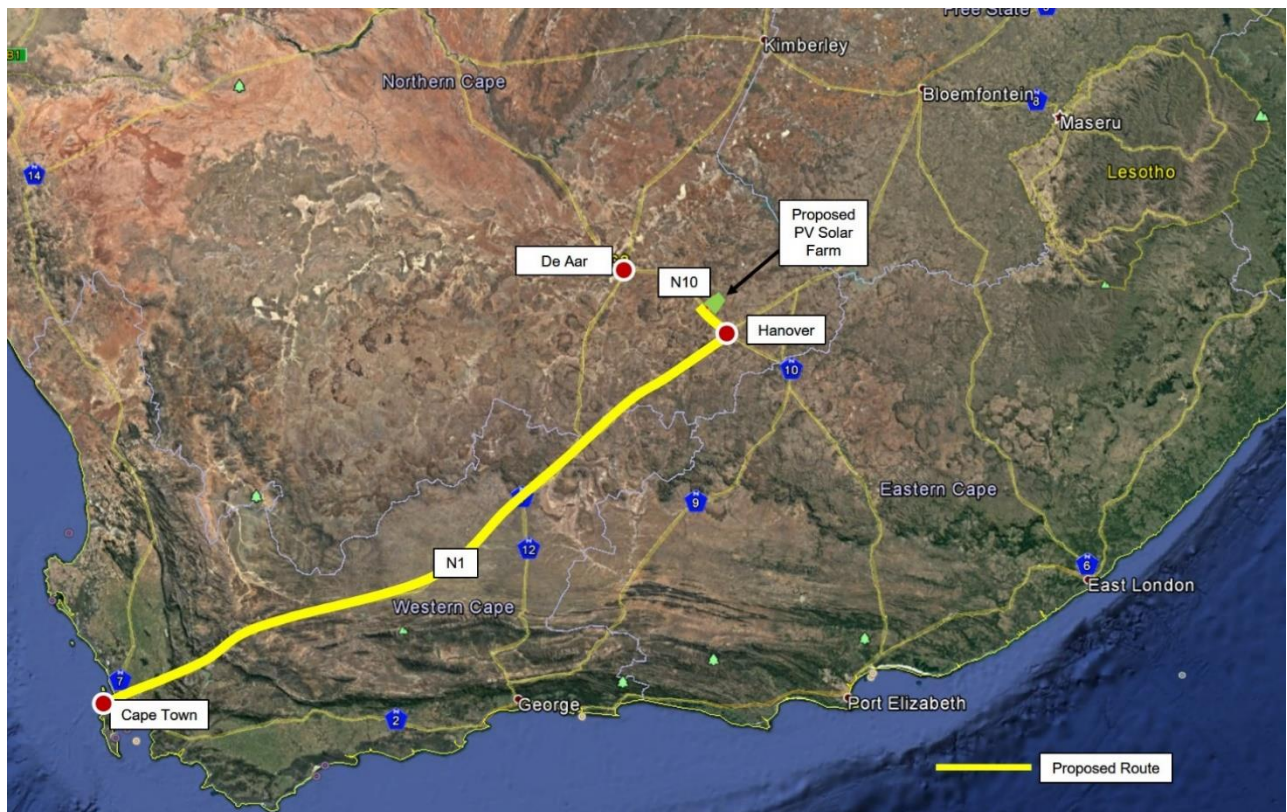 Free State
Kimberley
Northern Cape
Bloemfontein
N
8
Maseru
Lesotho
N
14
Proposed
PV Solar
Farm
De Aar
N10
Hanover
N
10
Eastern Cape
N
9
N
12
N1
Western Cape
N
6
East London
N
7
Cape Town
N
2
George
Port Elizabeth
Proposed Route